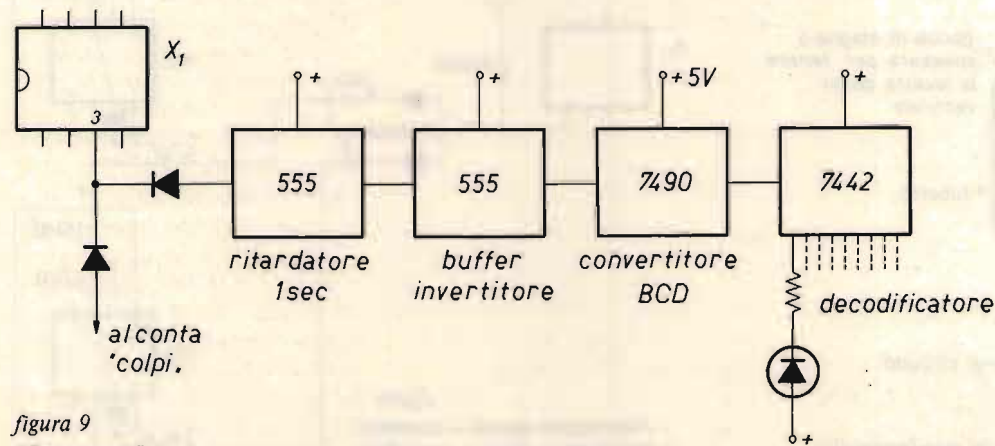 X1
3
+
+
+5V
+
555
555
7490
7442
ritardatore
1sec
buffer
invertitore
convertitore
BCD
decodificatore
al conta
colpi.
+
figura 9